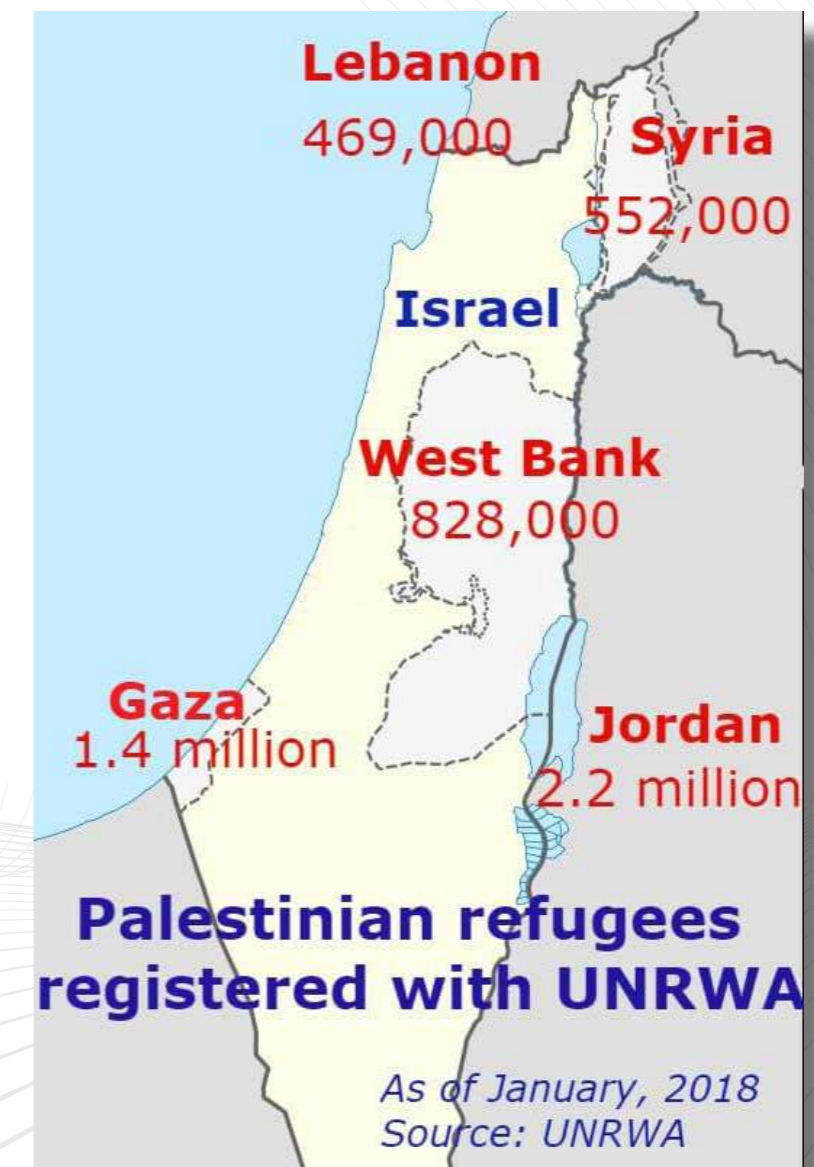 Lebanon
469,000
Syria
552,000
Israel
West Bank
828,000
Gaza
1.4 million
Jordan
2.2 million
Palestinian refugees
registered with UNRWA
As of January, 2018
Source: UNRWA